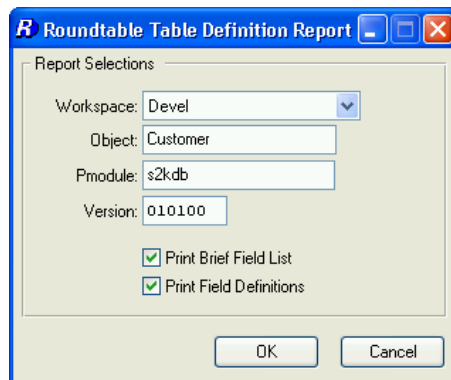 R Roundtable Table Definition Report
Report Selections
Workspace: Devel
Object: Customer
Pmodule: s2kdb
Version: 010100
Print Brief Field List
Print Field Definitions
OK Cancel